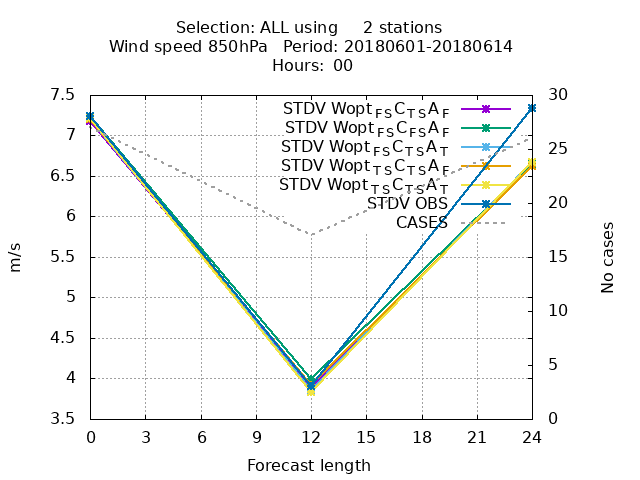 Selection: ALL using 2 stations
Wind speed 850hPa Period: 20180601-20180614
Hours: 00
7.5
7
6.5
6
5.5
5
4.5
4
3.5
m/s
STDV Wopt FS C TS A F
STDV Wopt FS C FS A F
STDV Wopt FS C TS A T
STDV Wopt TS C TS A F
STDV Wopt TS C TS A T
STDV OBS
CASES
30
25
20
15
10
5
0
No cases
0 3 6 9 12 15 18 21 24
Forecast length